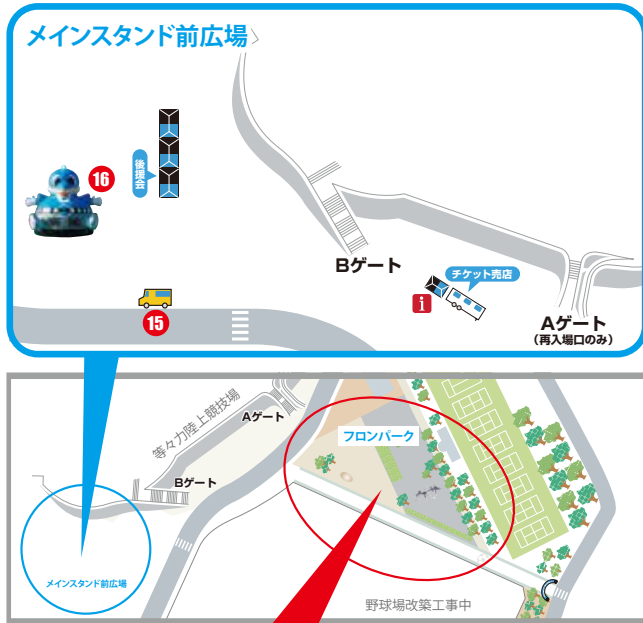 メインスタンド前広場
後援会
16
15
Bゲート
チケット売店
i
Aゲート
(再入場口のみ)
等々力陸上競技場
Aゲート
Bゲート
フロンパーク
メインスタンド前広場
野球場改築工事中